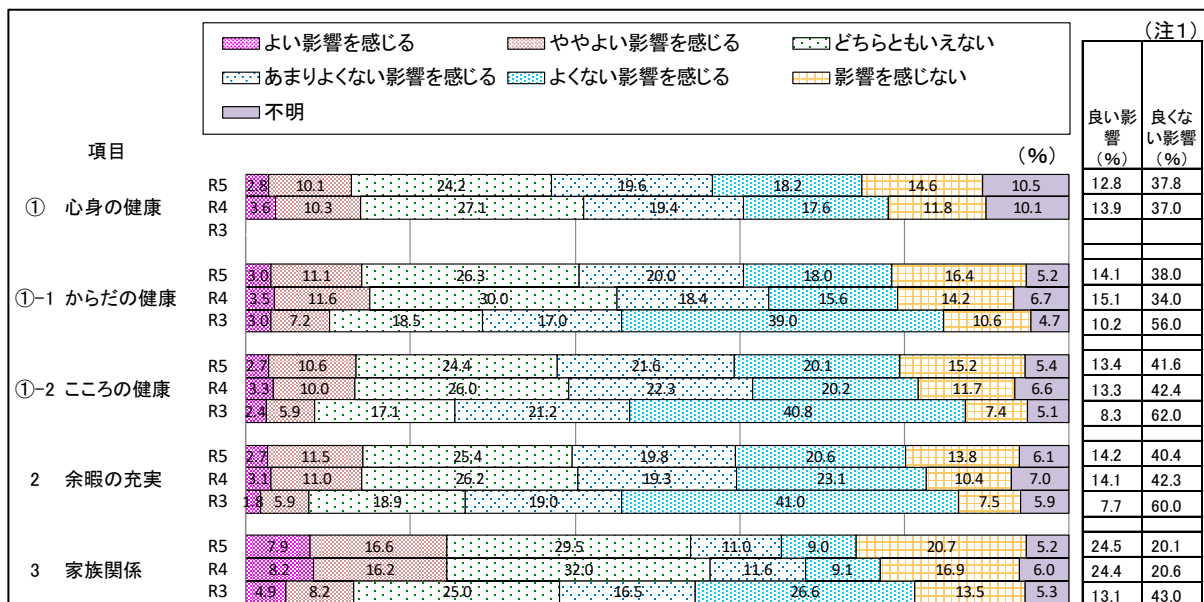 (注1)
よい影響を感じる ややよい影響を感じる どちらともいえない
あまりよくない影響を感じる よくない影響を感じる 影響を感じない
不明
項目
(%)
良い影響(%) 良くない影響(%)
① 心身の健康
R5 2.8 10.1 24.2 19.6 18.2 14.6 10.5 12.8 37.8
R4 3.6 10.3 27.1 19.4 17.6 11.8 10.1 13.9 37.0
R3
①-1 からだの健康
R5 3.0 11.1 26.3 20.0 18.0 16.4 5.2 14.1 38.0
R4 3.5 11.6 30.0 18.4 15.6 14.2 6.7 15.1 34.0
R3 3.0 7.2 18.5 17.0 39.0 10.6 4.7 10.2 56.0
①-2 こころの健康
R5 2.7 10.6 24.4 21.6 20.1 15.2 5.4 13.4 41.6
R4 3.3 10.0 26.0 22.3 20.2 11.7 6.6 13.3 42.4
R3 2.4 5.9 17.1 21.2 40.8 7.4 5.1 8.3 62.0
2 余暇の充実
R5 2.7 11.5 25.4 19.8 20.6 13.8 6.1 14.2 40.4
R4 3.1 11.0 26.2 19.3 23.1 10.4 7.0 14.1 42.3
R3 1.8 5.9 18.9 19.0 41.0 7.5 5.9 7.7 60.0
3 家族関係
R5 7.9 16.6 29.5 11.0 9.0 20.7 5.2 24.5 20.1
R4 8.2 16.2 32.0 11.6 9.1 16.9 6.0 24.4 20.6
R3 4.9 8.2 25.0 16.5 26.6 13.5 5.3 13.1 43.0